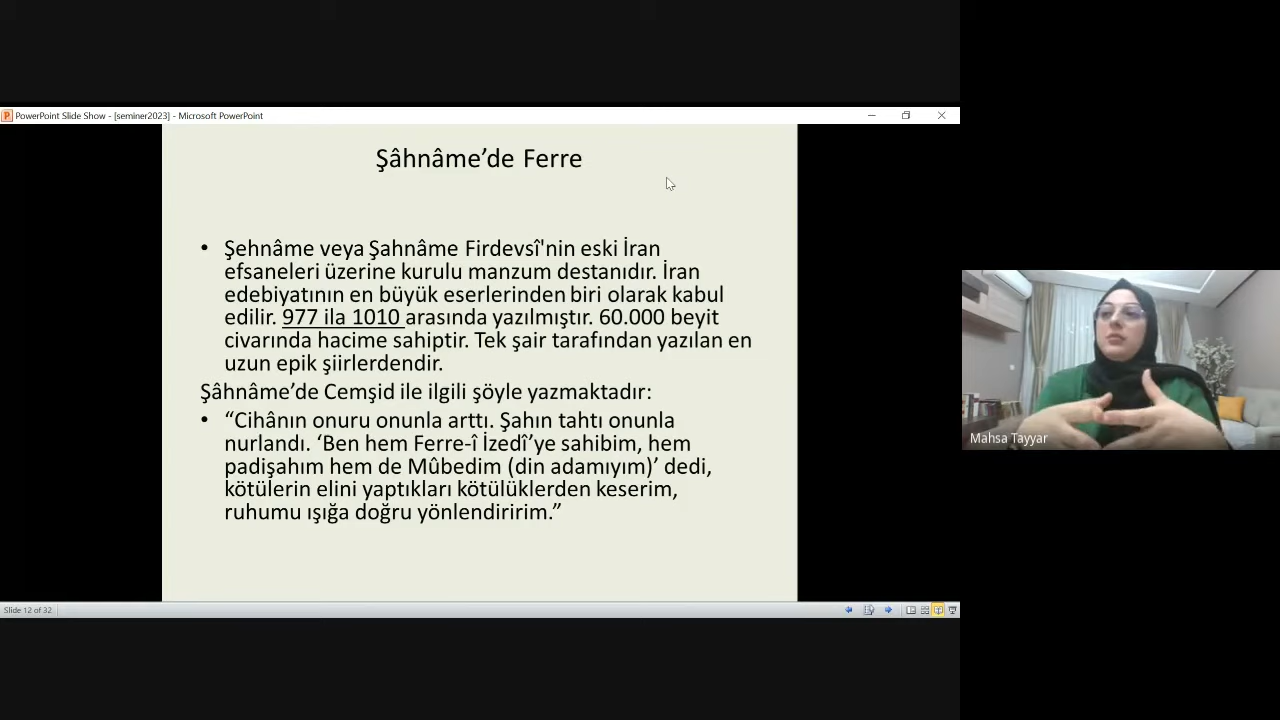 PowerPoint Slide Show - [seminer2023] - Microsoft PowerPoint
Şâhnâme’de Ferre
• Şehnâme veya Şahnâme Firdevsî'nin eski İran
efsaneleri üzerine kurulu manzum destanıdır. İran
edebiyatının en büyük eserlerinden biri olarak kabul
edilir. 977 ila 1010 arasında yazılmıştır. 60.000 beyit
civarında hacime sahiptir. Tek şair tarafından yazılan en
uzun epik şiirlerdendir.
Şâhnâme’de Cemşid ile ilgili şöyle yazmaktadır:
• “Cihânın onuru onunla arttı. Şahın tahtı onunla
nurlandı. ‘Ben hem Ferre-î İzedî’ye sahibim, hem
padişahım hem de Mûbedim (din adamıyım)’ dedi,
kötülerin elini yaptıkları kötülüklerden keserim,
ruhumu ışığa doğru yönlendiririm.”
Mahsa Tayyar
Slide 12 of 32